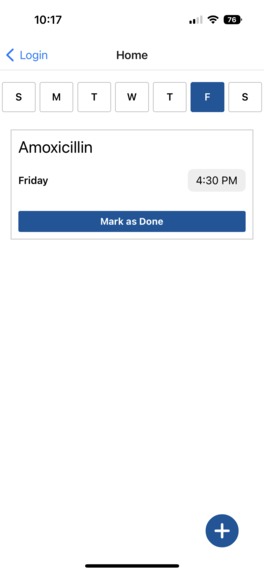 10:17
76
Login
Home
S M T W T F S
Amoxicillin
Friday 4:30 PM
Mark as Done